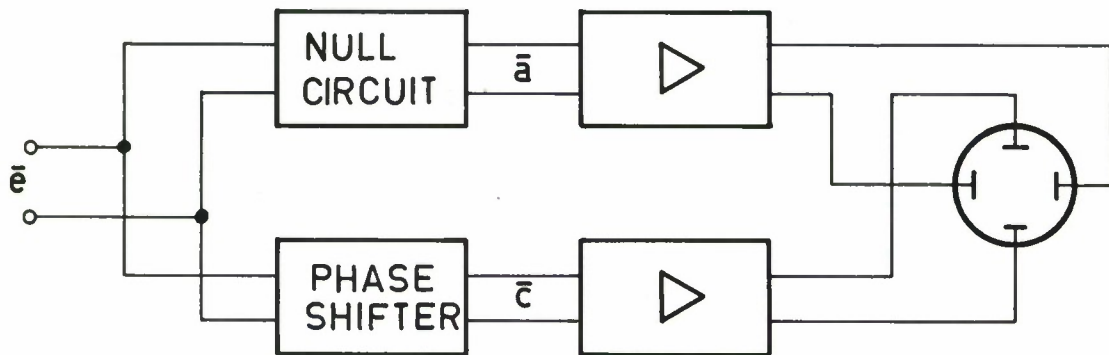 NULL
CIRCUIT
ā
ē
PHASE
SHIFTER
c̄